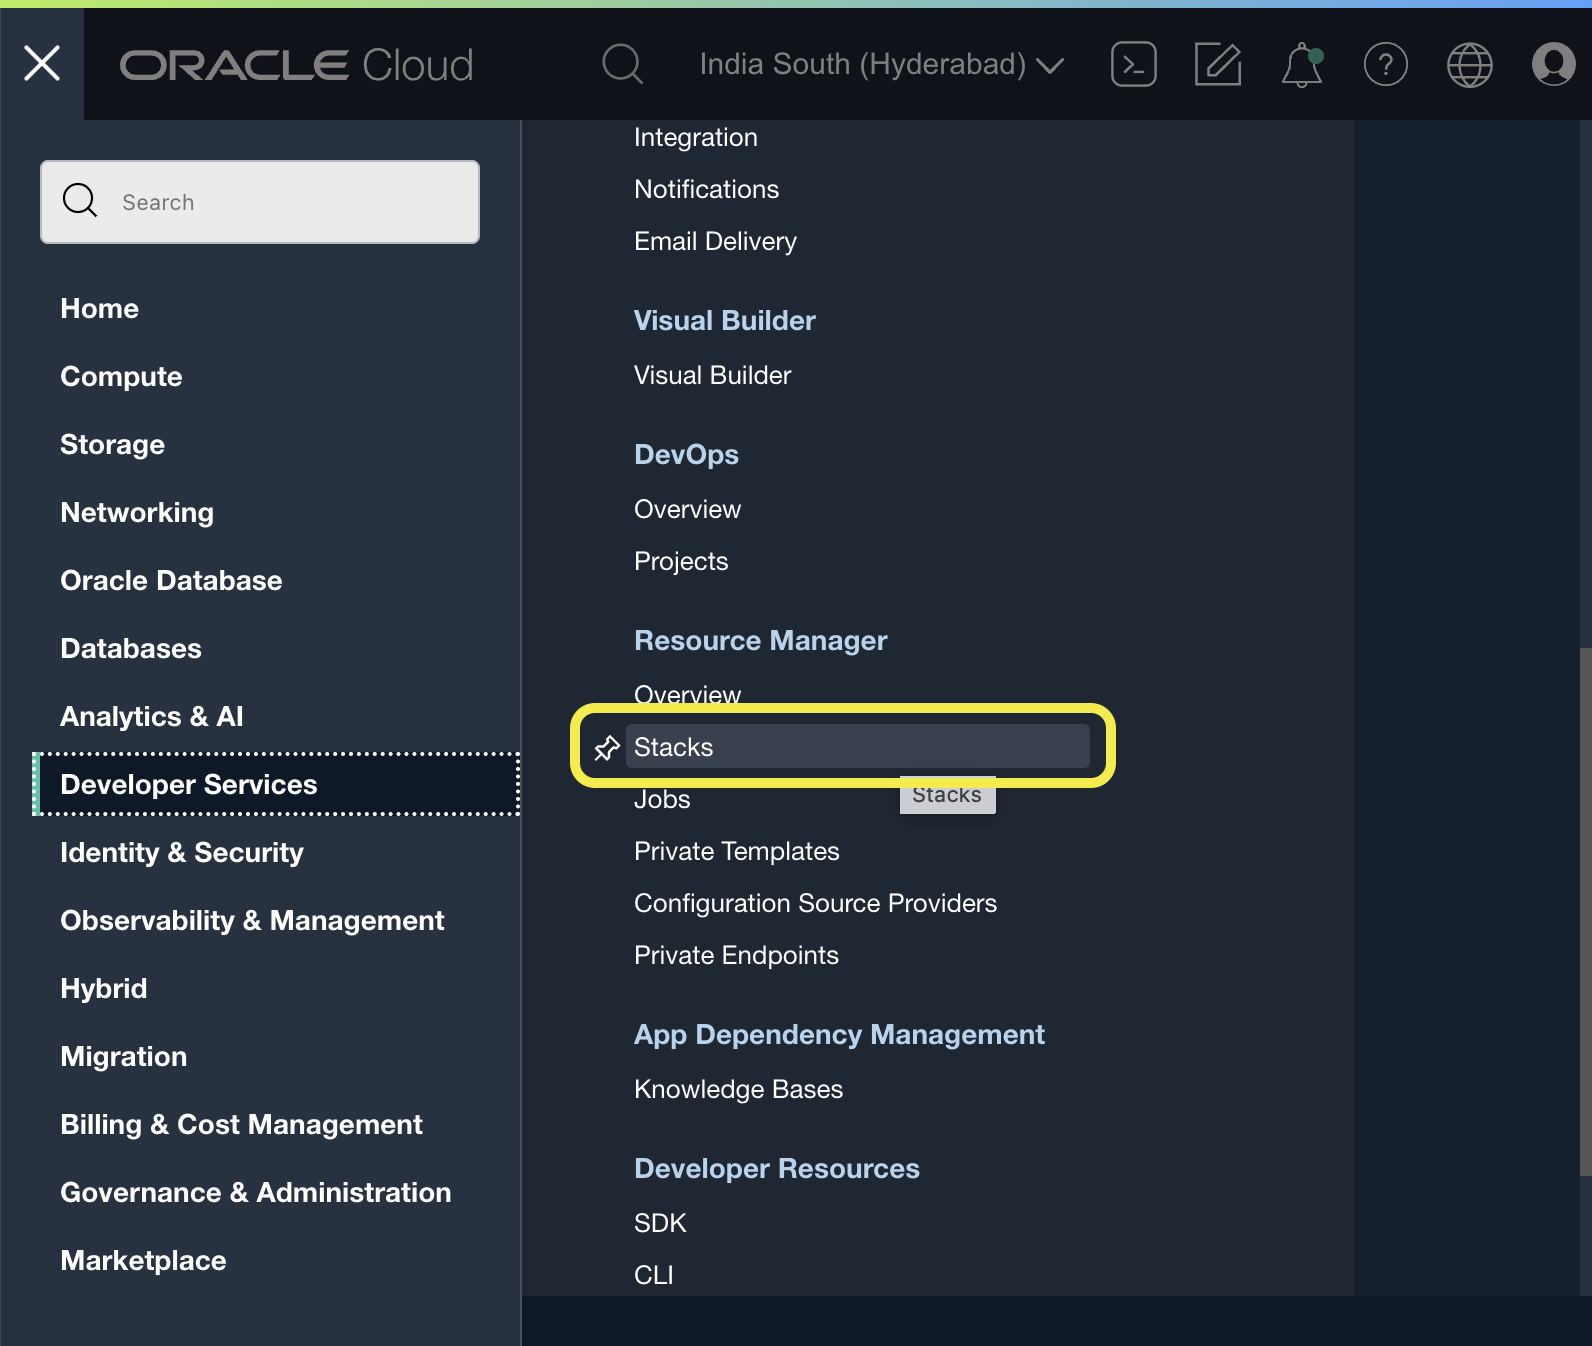 ORACLE Cloud
India South (Hyderabad)
Search
Home
Compute
Storage
Networking
Oracle Database
Databases
Analytics & AI
Developer Services
Identity & Security
Observability & Management
Hybrid
Migration
Billing & Cost Management
Governance & Administration
Marketplace
Integration
Notifications
Email Delivery
Visual Builder
Visual Builder
DevOps
Overview
Projects
Resource Manager
Overview
Stacks
Stacks
Jobs
Private Templates
Configuration Source Providers
Private Endpoints
App Dependency Management
Knowledge Bases
Developer Resources
SDK
CLI